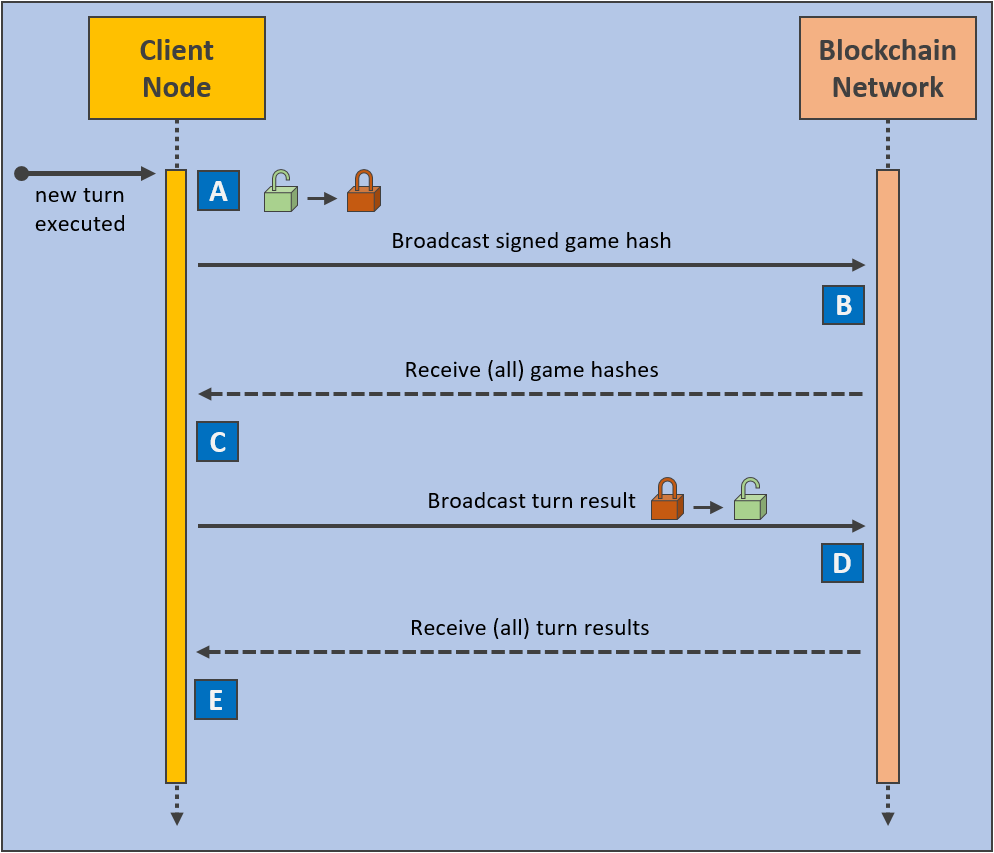 Client
Node
Blockchain
Network
new turn
executed
A
Broadcast signed game hash
B
Receive (all) game hashes
C
Broadcast turn result
D
Receive (all) turn results
E